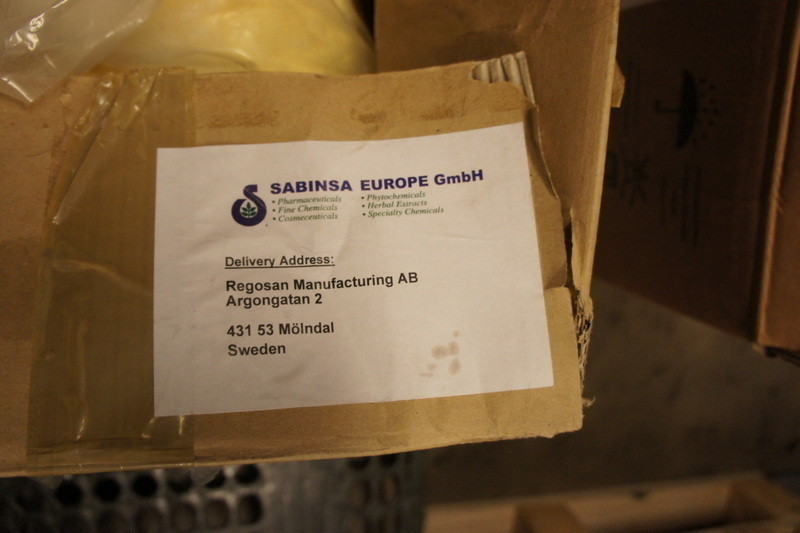 SABINSA EUROPE GmbH
• Pharmaceuticals • Phytochemicals
• Fine Chemicals • Herbal Extracts
• Cosmeceuticals • Specialty Chemicals
Delivery Address:
Regosan Manufacturing AB
Argongatan 2
431 53 Mölndal
Sweden